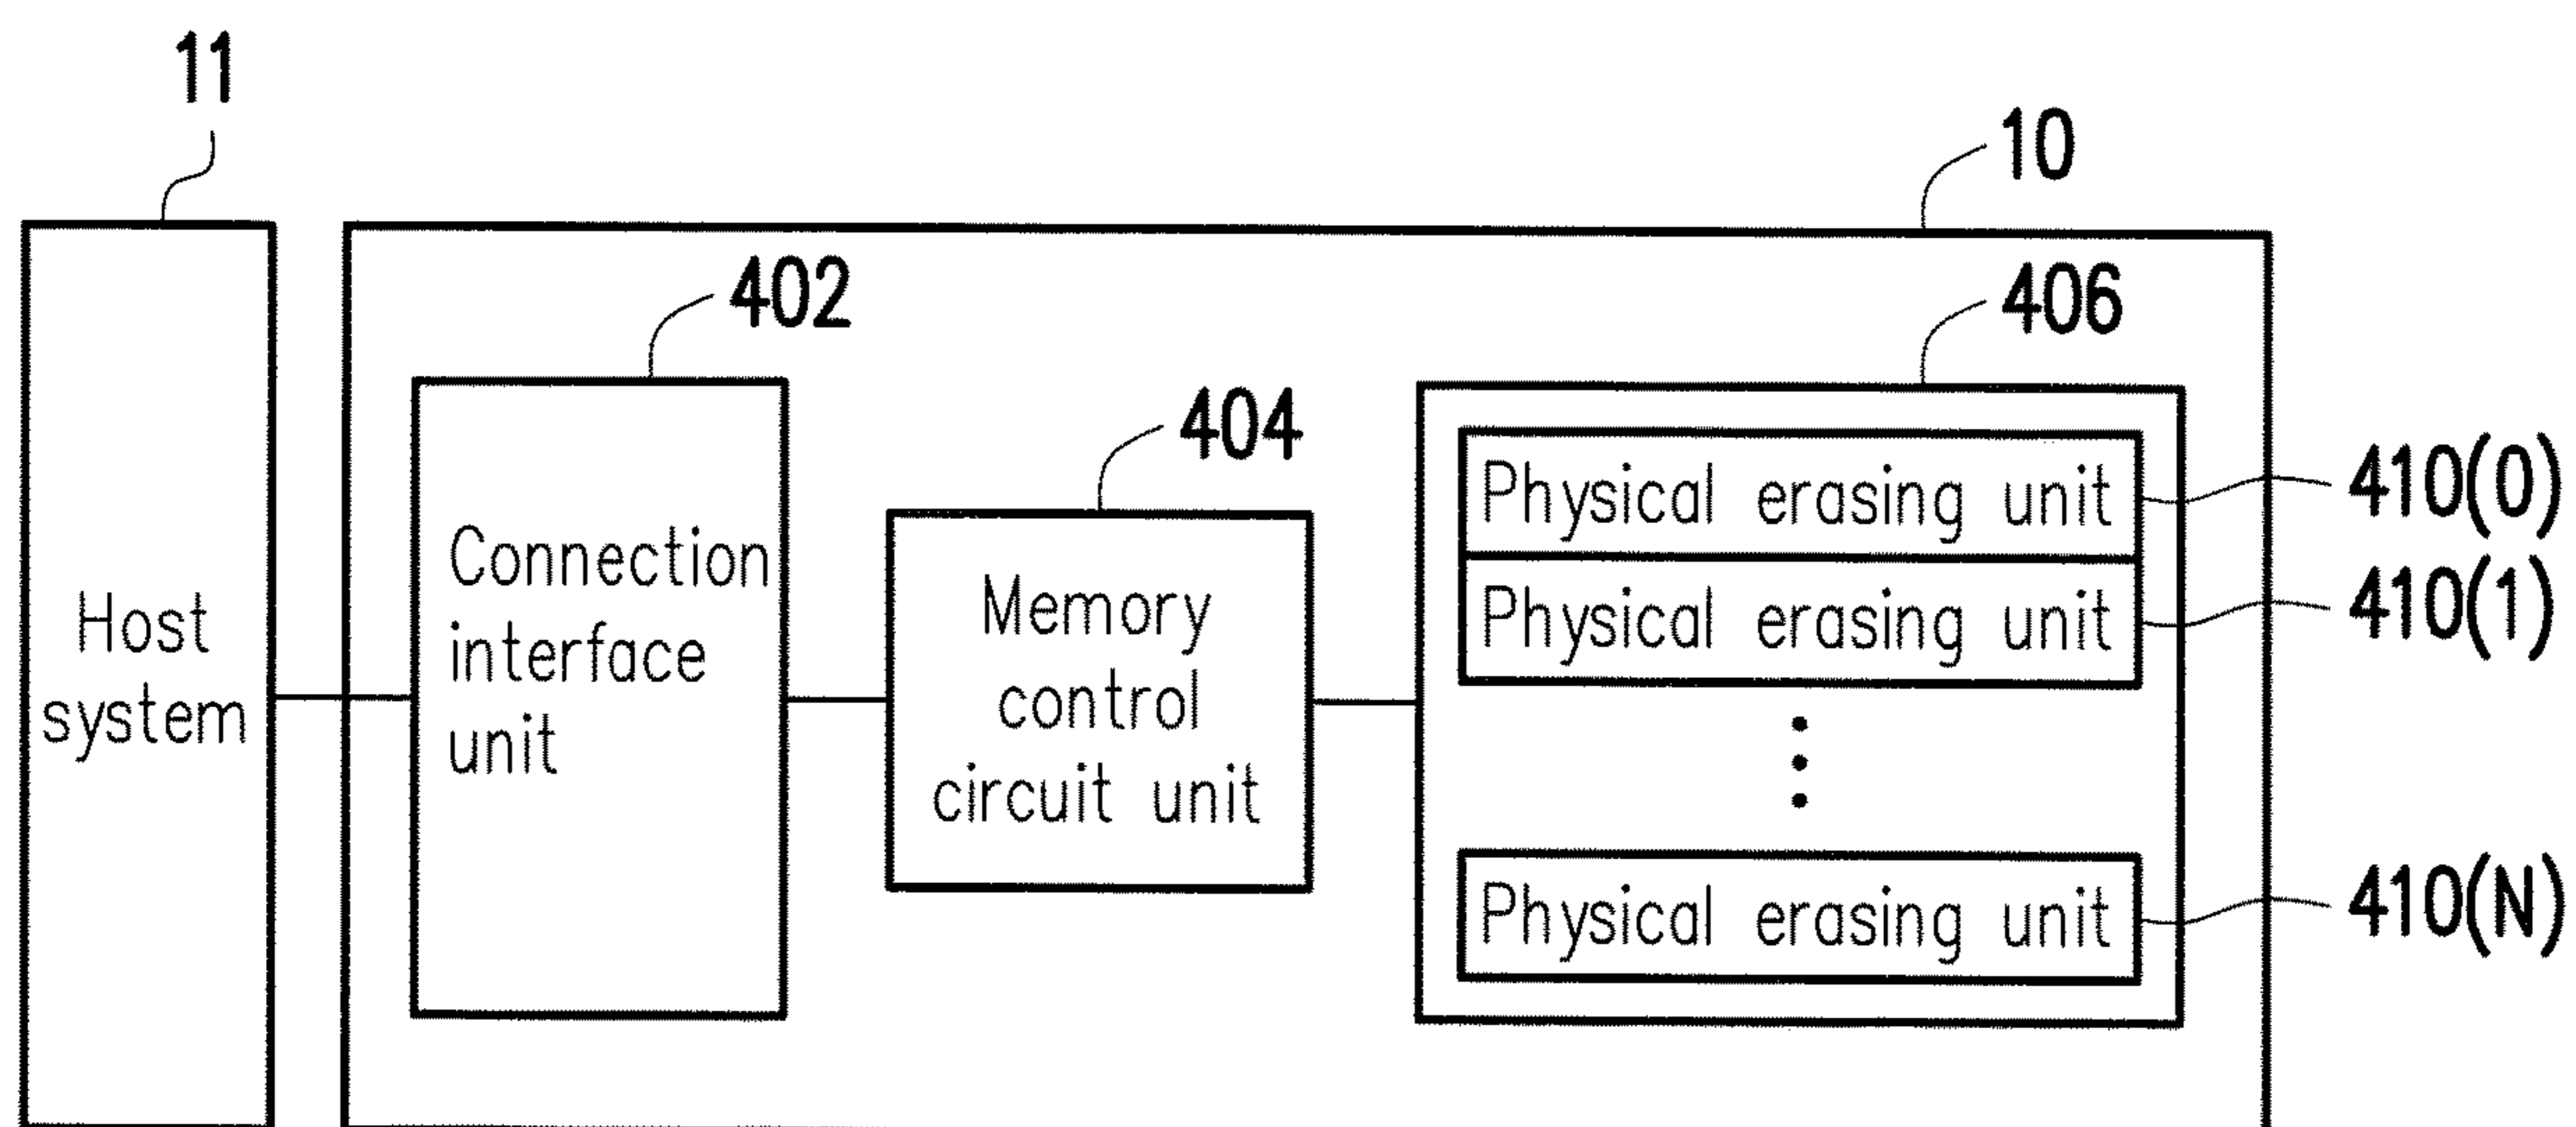 11
10
402
406
404
410(0)
Physical erasing unit
410(1)
Physical erasing unit
Connection
interface
unit
Memory
control
circuit unit
Host
system
410(N)
Physical erasing unit